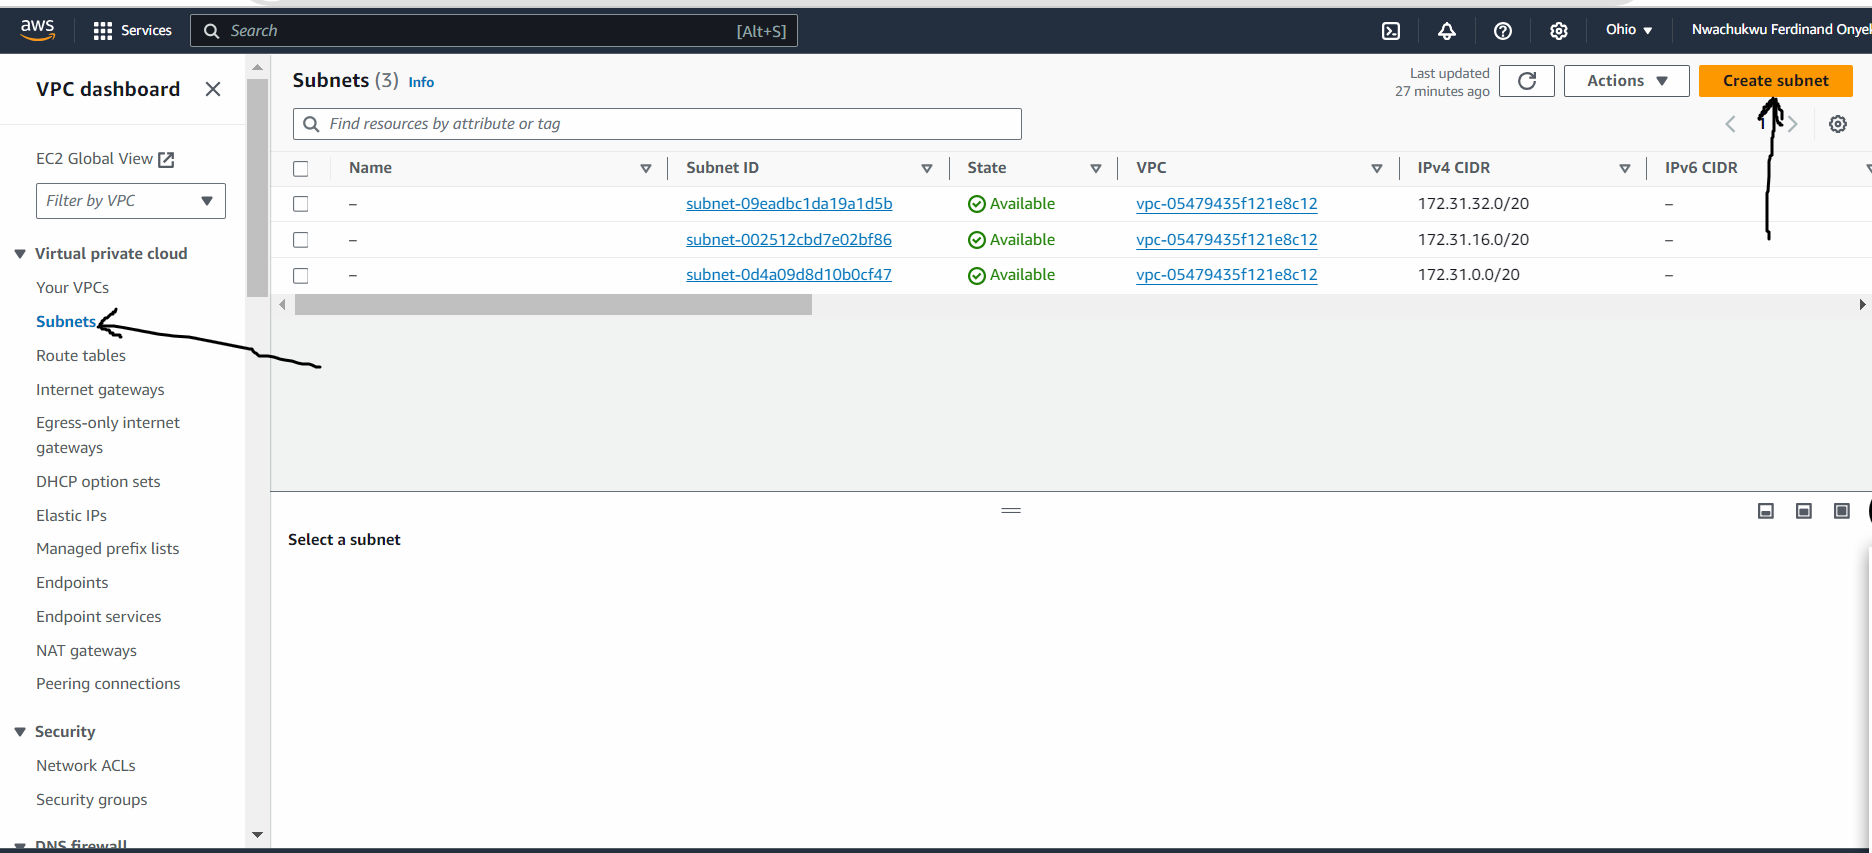 aws Services Search [Alt+S] Ohio Nwachukwu Ferdinand
VPC dashboard
EC2 Global View
Filter by VPC
Virtual private cloud
Your VPCs
Subnets
Route tables
Internet gateways
Egress-only internet
gateways
DHCP option sets
Elastic IPs
Managed prefix lists
Endpoints
Endpoint services
NAT gateways
Peering connections
Security
Network ACLs
Security groups
DNS firewall
Subnets (3) Info
Last updated
27 minutes ago
Actions
Create subnet
Find resources by attribute or tag
1
Name Subnet ID State VPC IPv4 CIDR IPv6 CIDR
– subnet-09eadbc1da19a1d5b Available vpc-05479435f121e8c12 172.31.32.0/20 –
– subnet-002512cbd7e02bf86 Available vpc-05479435f121e8c12 172.31.16.0/20 –
– subnet-0d4a09d8d10b0cf47 Available vpc-05479435f121e8c12 172.31.0.0/20 –
Select a subnet